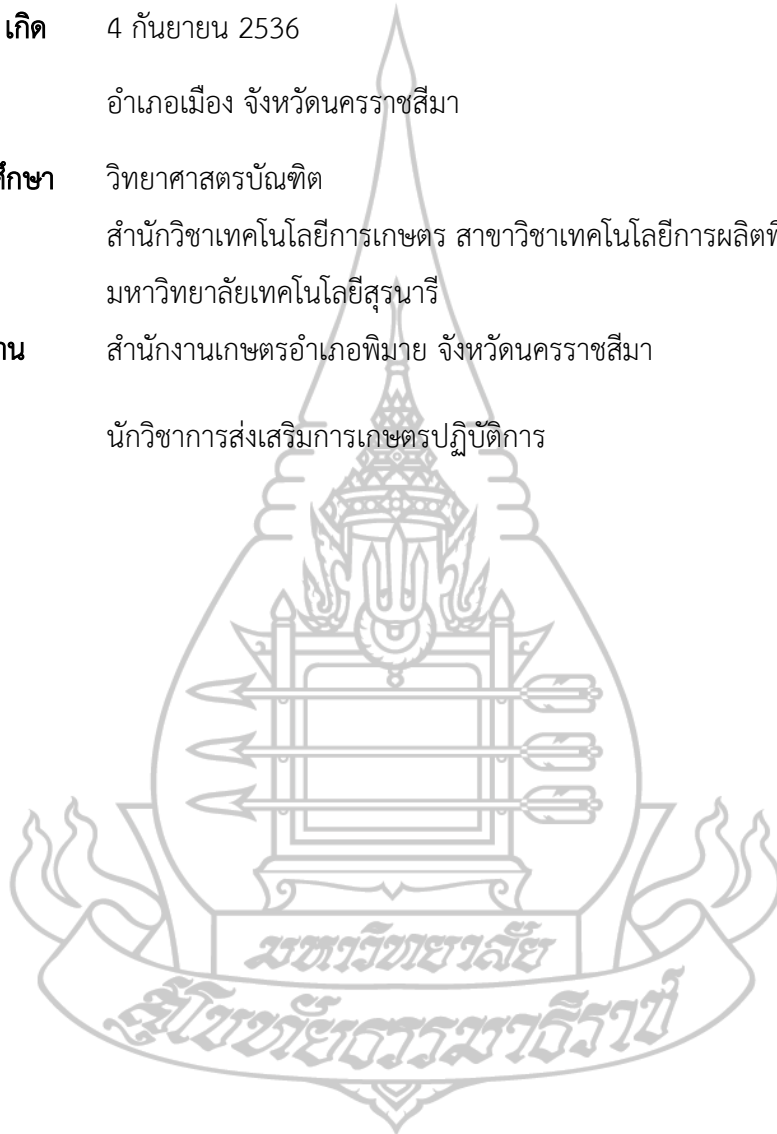 เกิด 4 กันยายน 2536
อำเภอเมือง จังหวัดนครราชสีมา
ศึกษา วิทยาศาสตรบัณฑิต
สำนักวิชาเทคโนโลยีการเกษตร สาขาวิชาเทคโนโลยีการผลิต
มหาวิทยาลัยเทคโนโลยีสุรนารี
สำนักงานเกษตรอำเภอพิมาย จังหวัดนครราชสีมา
นักวิชาการส่งเสริมการเกษตรปฏิบัติการ
มหาวิทยาลัย
สุโขทัยธรรมาธิราช